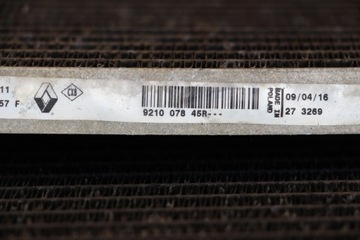 11
57 F
9210 078 45R---
MADE IN
POLAND
09/04/16
27 3269